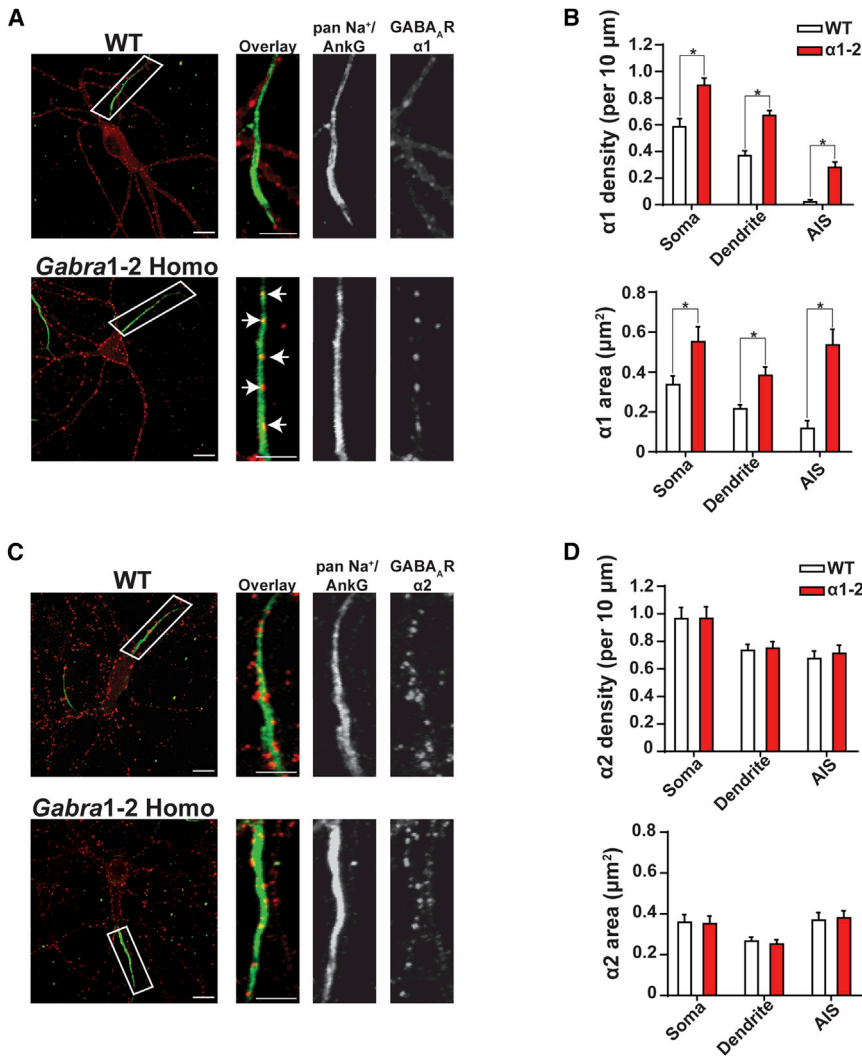 A
WT
Overlay
pan Na⁺/
AnkG
GABA_AR
α1
Gabra1-2 Homo
B
WT
α1-2
α1 density (per 10 μm)
1.2
1.0
0.8
0.6
0.4
0.2
0
*
*
*
Soma
Dendrite
AIS
α1 area (μm²)
0.8
0.6
0.4
0.2
0
*
*
*
Soma
Dendrite
AIS
C
WT
Overlay
pan Na⁺/
AnkG
GABA_AR
α2
Gabra1-2 Homo
D
WT
α1-2
α2 density (per 10 μm)
1.2
1.0
0.8
0.6
0.4
0.2
0
Soma
Dendrite
AIS
α2 area (μm²)
0.8
0.6
0.4
0.2
0
Soma
Dendrite
AIS